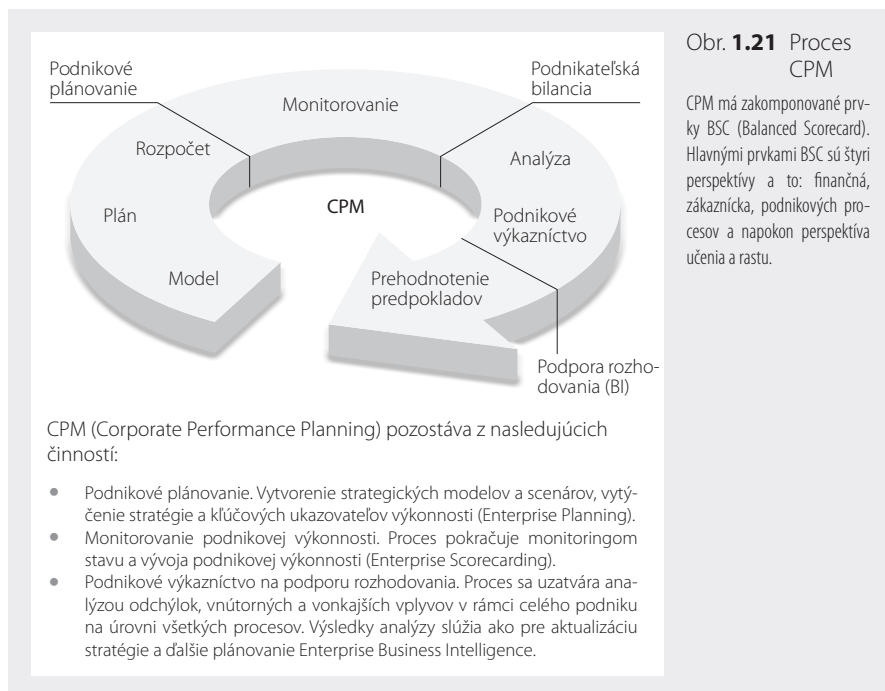 Podnikové
plánovanie
Podnikateľská
bilancia
Monitorovanie
Rozpočet
Analýza
Plán
CPM
Podnikové
výkazníctvo
Model
Prehodnotenie
predpokladov
Podpora rozho-
dovania (BI)
CPM (Corporate Performance Planning) pozostáva z nasledujúcich
činností:
• Podnikové plánovanie. Vytvorenie strategických modelov a scenárov, vytý-
čenie stratégie a kľúčových ukazovateľov výkonnosti (Enterprise Planning).
• Monitorovanie podnikovej výkonnosti. Proces pokračuje monitoringom
stavu a vývoja podnikovej výkonnosti (Enterprise Scorecarding).
• Podnikové výkazníctvo na podporu rozhodovania. Proces sa uzatvára ana-
lýzou odchýlok, vnútorných a vonkajších vplyvov v rámci celého podniku
na úrovni všetkých procesov. Výsledky analýzy slúžia ako pre aktualizáciu
stratégie a ďalšie plánovanie Enterprise Business Intelligence.
Obr. 1.21 Proces
CPM
CPM má zakomponované prv-
ky BSC (Balanced Scorecard).
Hlavnými prvkami BSC sú štyri
perspektívy a to: finančná,
zákaznícka, podnikových pro-
cesov a napokon perspektíva
učenia a rastu.